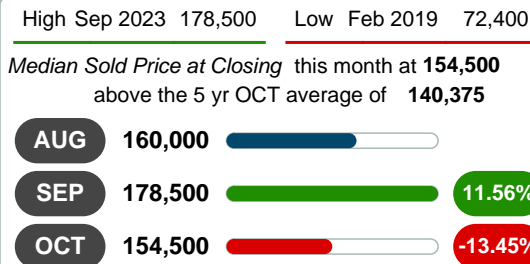 High Sep 2023 178,500 Low Feb 2019 72,400
Median Sold Price at Closing this month at 154,500
above the 5 yr OCT average of 140,375
AUG 160,000
SEP 178,500 11.56%
OCT 154,500 -13.45%